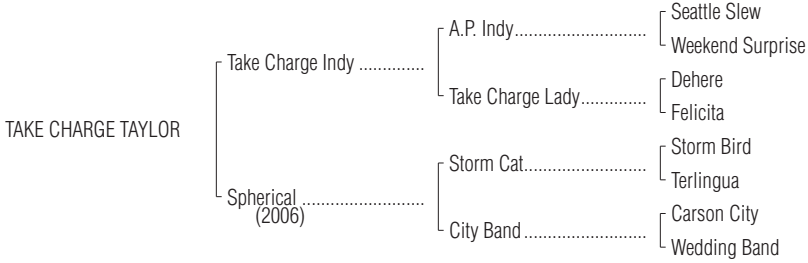 Seattle Slew
A.P. Indy..............................
Weekend Surprise
Take Charge Indy ..............
Dehere
Take Charge Lady...............
Felicita
TAKE CHARGE TAYLOR
Storm Bird
Storm Cat............................
Terlingua
Spherical ..........................
(2006)
Carson City
City Band............................
Wedding Band